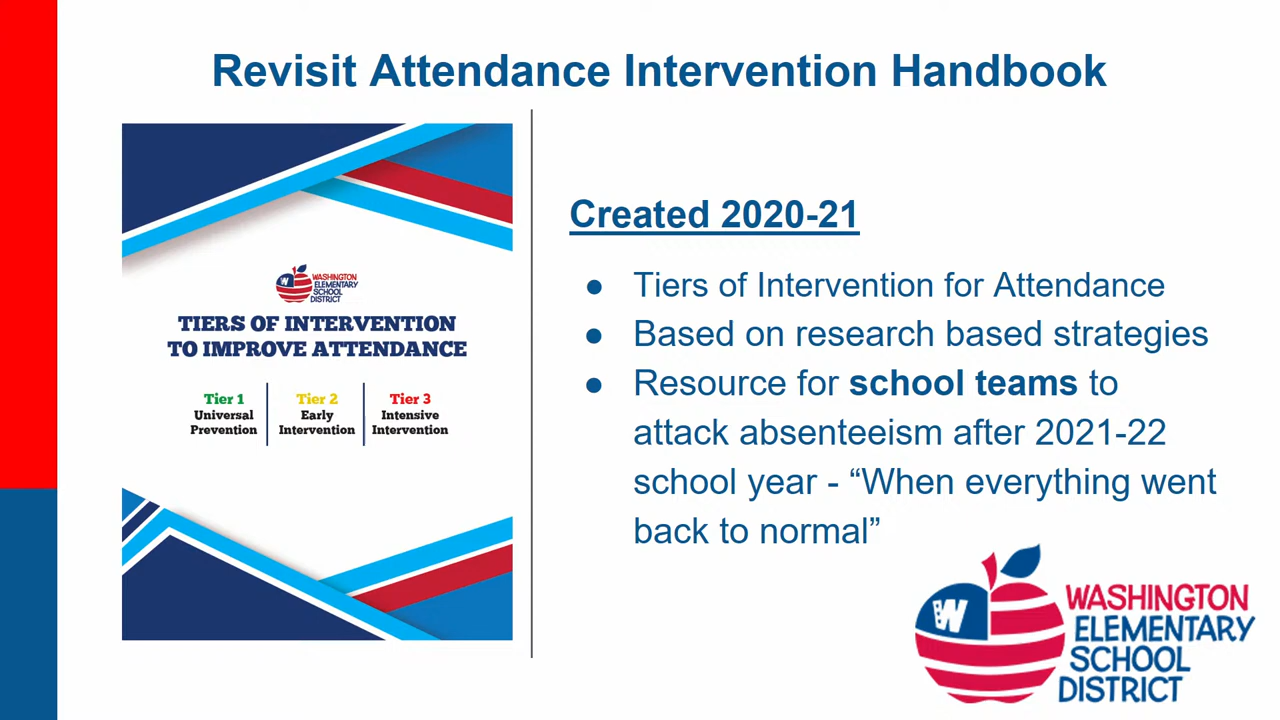 Revisit Attendance Intervention Handbook
WASHINGTON
ELEMENTARY
SCHOOL
DISTRICT
TIERS OF INTERVENTION
TO IMPROVE ATTENDANCE
Tier 1
Universal
Prevention
Tier 2
Early
Intervention
Tier 3
Intensive
Intervention
Created 2020-21
● Tiers of Intervention for Attendance
● Based on research based strategies
● Resource for school teams to
attack absenteeism after 2021-22
school year - “When everything went
back to normal”
W
WASHINGTON
ELEMENTARY
SCHOOL
DISTRICT